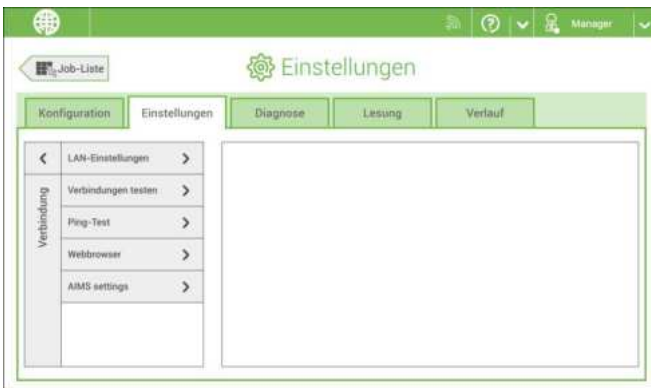 Manager
Job-Liste
Einstellungen
Konfiguration
Einstellungen
Diagnose
Lesung
Verlauf
Verbindung
LAN-Einstellungen
Verbindungen testen
Ping-Test
Webbrowser
AIMS settings